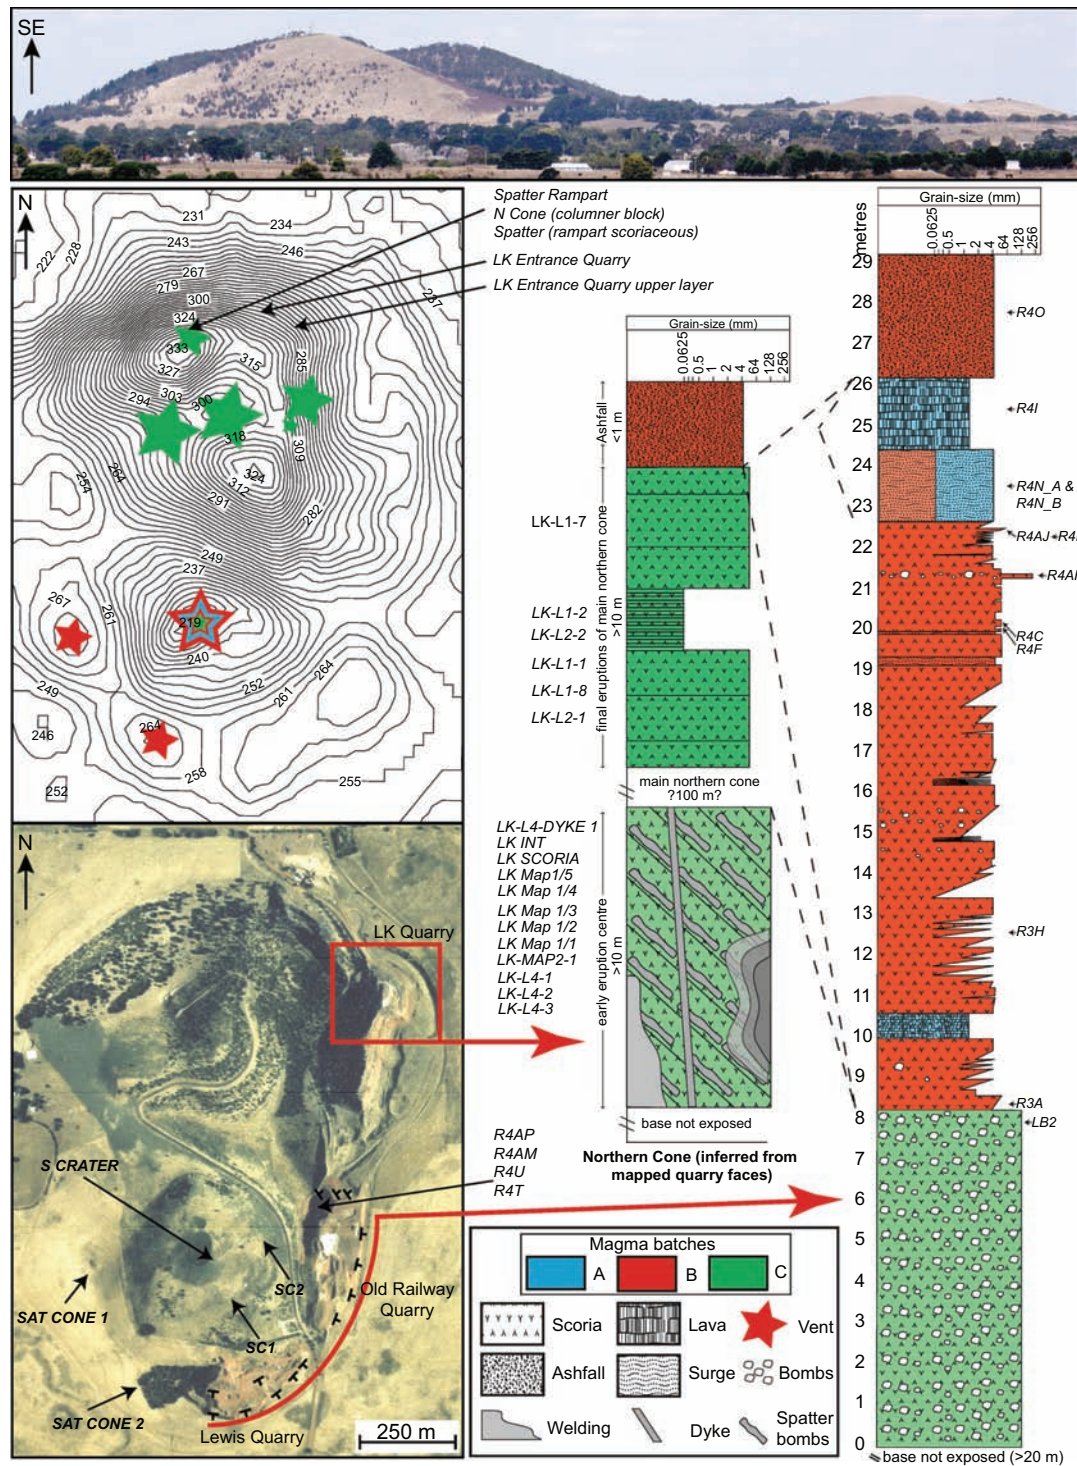 SE
N
231
234
222
228
243
246
267
279
300
324
237
333
327
315
285
303
294
300
318
309
264
254
324
312
291
282
249
237
267
261
219
240
264
252
261
249
264
246
258
255
252
Spatter Rampart
N Cone (columner block)
Spatter (rampart scoriaceous)
LK Entrance Quarry
LK Entrance Quarry upper layer
Grain-size (mm)
0.0625
0.5
1
2
4
64
128
256
Ashfall
<1 m
final eruptions of main northern cone
>10 m
LK-L1-7
LK-L1-2
LK-L2-2
LK-L1-1
LK-L1-8
LK-L2-1
main northern cone
?100 m?
early eruption centre
>10 m
LK-L4-DYKE 1
LK INT
LK SCORIA
LK Map1/5
LK Map 1/4
LK Map 1/3
LK Map 1/2
LK Map 1/1
LK-MAP2-1
LK-L4-1
LK-L4-2
LK-L4-3
base not exposed
Northern Cone (inferred from
mapped quarry faces)
Grain-size (mm)
metres
0.0625
0.5
1
2
4
64
128
256
29
28
27
26
25
24
23
22
21
20
19
18
17
16
15
14
13
12
11
10
9
8
7
6
5
4
3
2
1
0
R4O
R4I
R4N_A &
R4N_B
R4AJ
R4C
R4F
R3H
R3A
LB2
base not exposed (>20 m)
N
LK Quarry
S CRATER
SC2
SC1
SAT CONE 1
SAT CONE 2
Old Railway
Quarry
Lewis Quarry
250 m
R4AP
R4AM
R4U
R4T
Magma batches
A
B
C
Scoria
Lava
Vent
Ashfall
Surge
Bombs
Welding
Dyke
Spatter
bombs